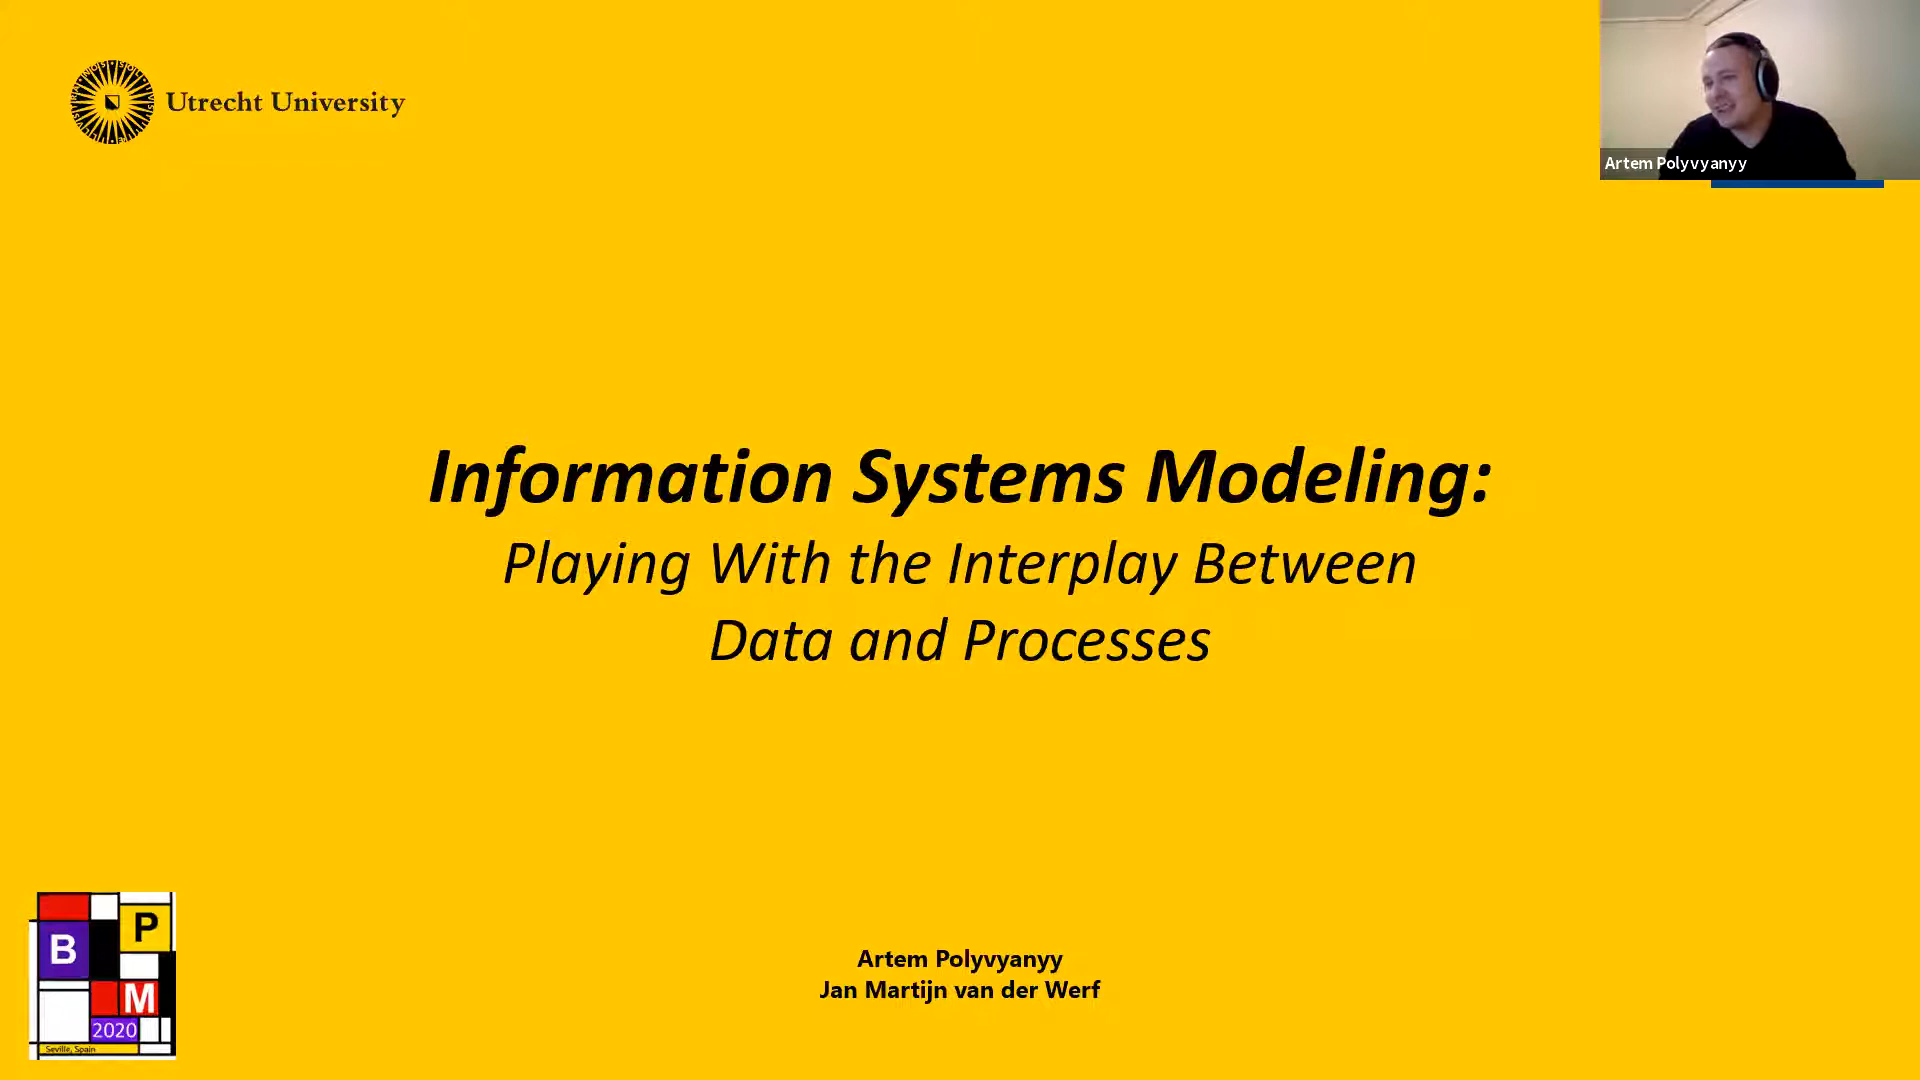 Utrecht University
Artem Polyvyanyy
Information Systems Modeling:
Playing With the Interplay Between
Data and Processes
B
P
M
2020
Seville, Spain
Artem Polyvyanyy
Jan Martijn van der Werf